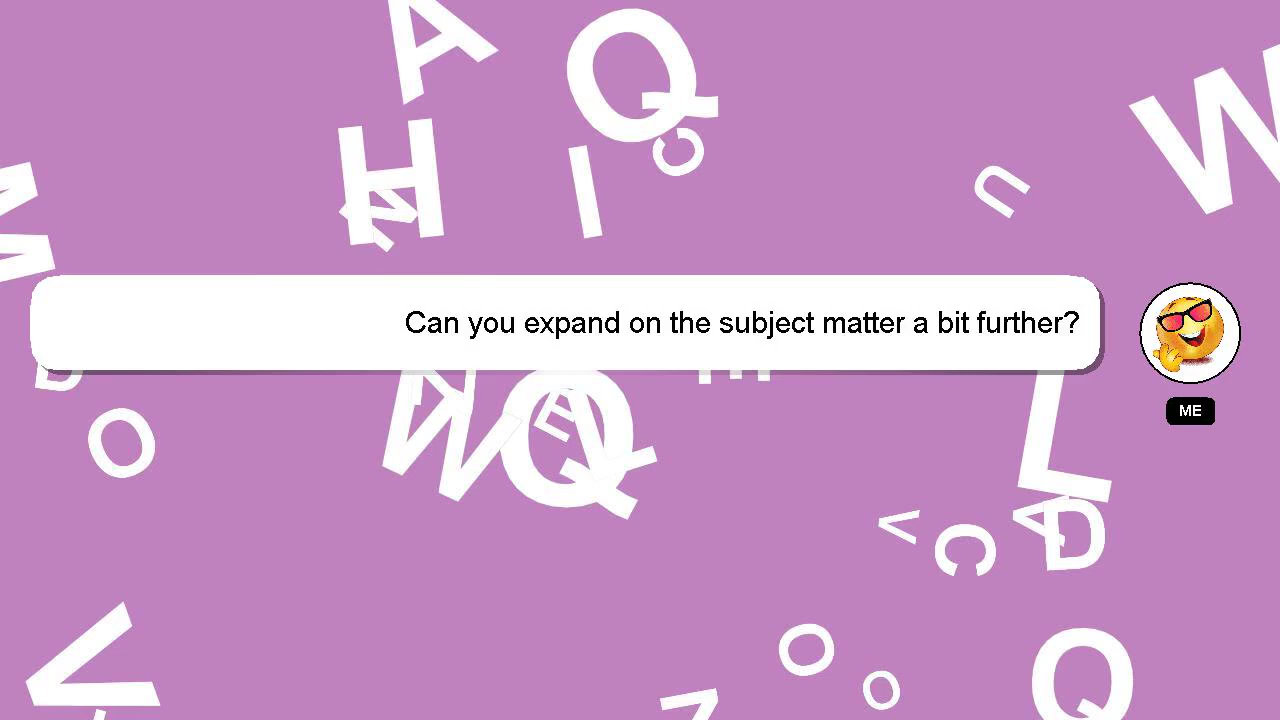 A
Q
W
H
I
C
U
M
N
Can you expand on the subject matter a bit further?
ME
D
O
W
Q
E
L
V
C
A
D
V
O
O
Q